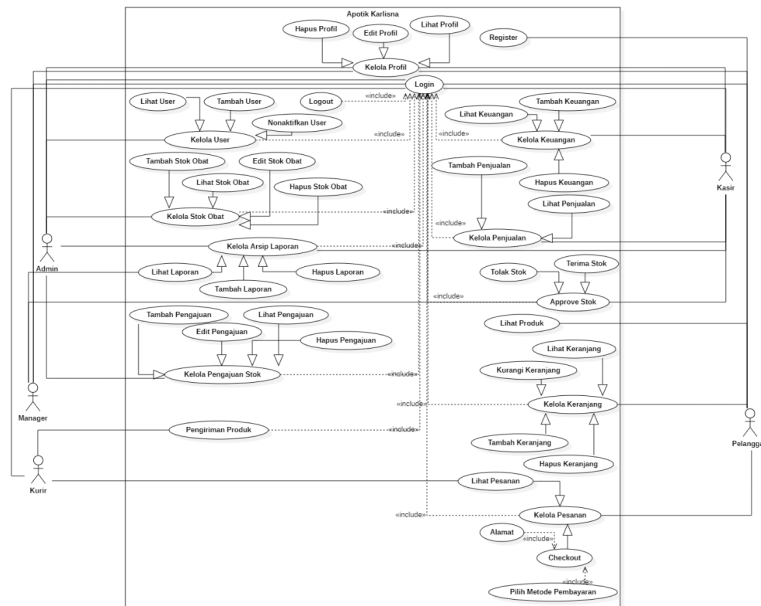 Apotik Karlisna
Hapus Profil
Edit Profil
Lihat Profil
Register
Kelola Profil
Login
Lihat User
Tambah User
Logout
«include»
Nonaktifkan User
Kelola User
«include»
Tambah Keuangan
Lihat Keuangan
«include»
Kelola Keuangan
Tambah Stok Obat
Edit Stok Obat
Lihat Stok Obat
Hapus Stok Obat
Kelola Stok Obat
«include»
Tambah Penjualan
Hapus Keuangan
Lihat Penjualan
«include»
Kelola Penjualan
Kasir
Admin
Kelola Arsip Laporan
«include»
Lihat Laporan
Hapus Laporan
Tambah Laporan
Tolak Stok
Terima Stok
«include»
Approve Stok
Tambah Pengajuan
Lihat Pengajuan
Edit Pengajuan
Hapus Pengajuan
Kelola Pengajuan Stok
«include»
Lihat Produk
Lihat Keranjang
Kurangi Keranjang
«include»
Kelola Keranjang
Manager
Pengiriman Produk
«include»
Tambah Keranjang
Hapus Keranjang
Pelangga
Kurir
Lihat Pesanan
«include»
Kelola Pesanan
Alamat
«include»
Checkout
«include»
Pilih Metode Pembayaran